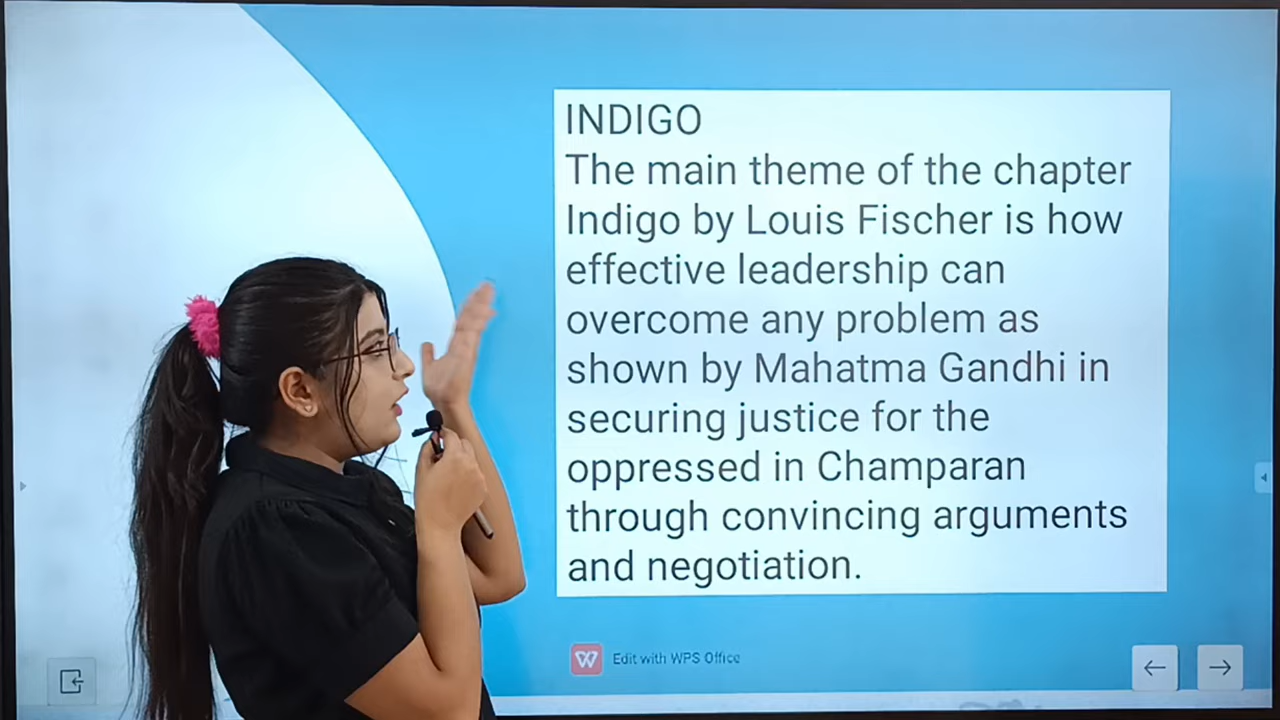 INDIGO
The main theme of the chapter
Indigo by Louis Fischer is how
effective leadership can
overcome any problem as
shown by Mahatma Gandhi in
securing justice for the
oppressed in Champaran
through convincing arguments
and negotiation.
Edit with WPS Office